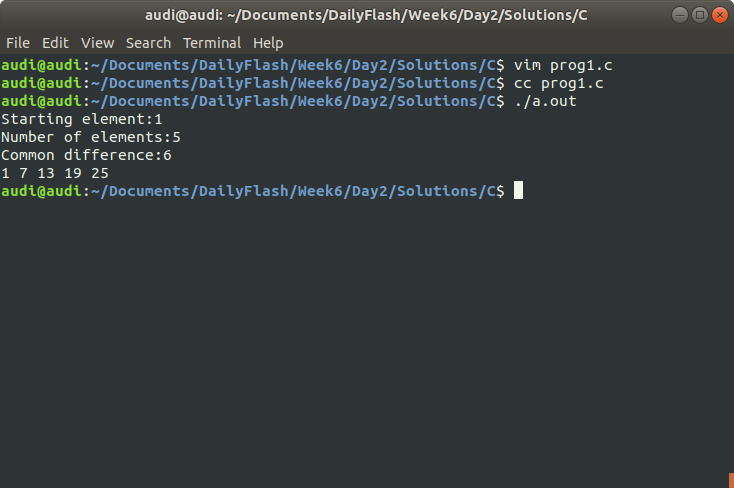 audi@audi: ~/Documents/DailyFlash/Week6/Day2/Solutions/C
File Edit View Search Terminal Help
audi@audi:~/Documents/DailyFlash/Week6/Day2/Solutions/C$ vim prog1.c
audi@audi:~/Documents/DailyFlash/Week6/Day2/Solutions/C$ cc prog1.c
audi@audi:~/Documents/DailyFlash/Week6/Day2/Solutions/C$ ./a.out
Starting element:1
Number of elements:5
Common difference:6
1 7 13 19 25
audi@audi:~/Documents/DailyFlash/Week6/Day2/Solutions/C$